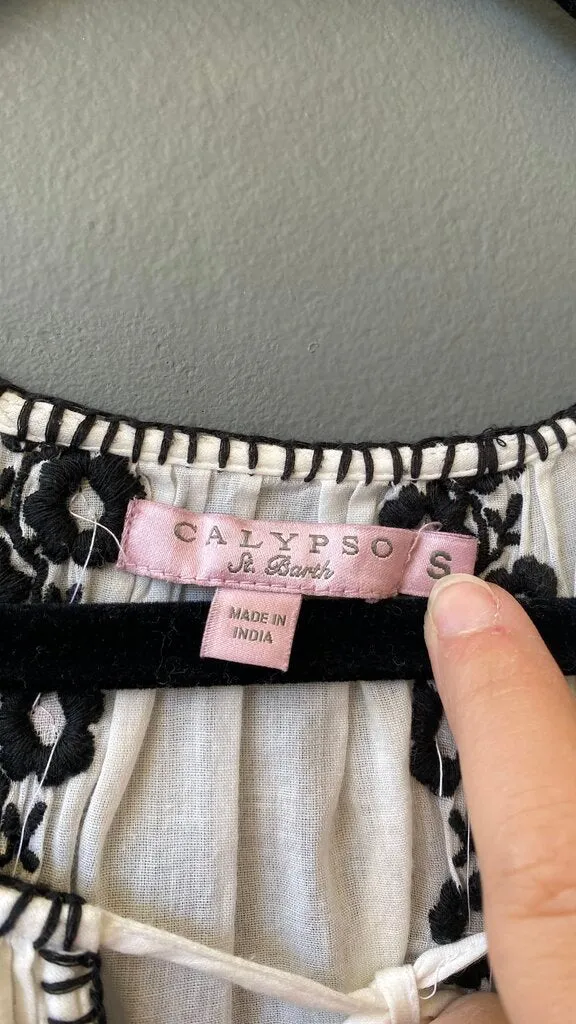 CALYPSO
St. Barth
S
MADE IN
INDIA